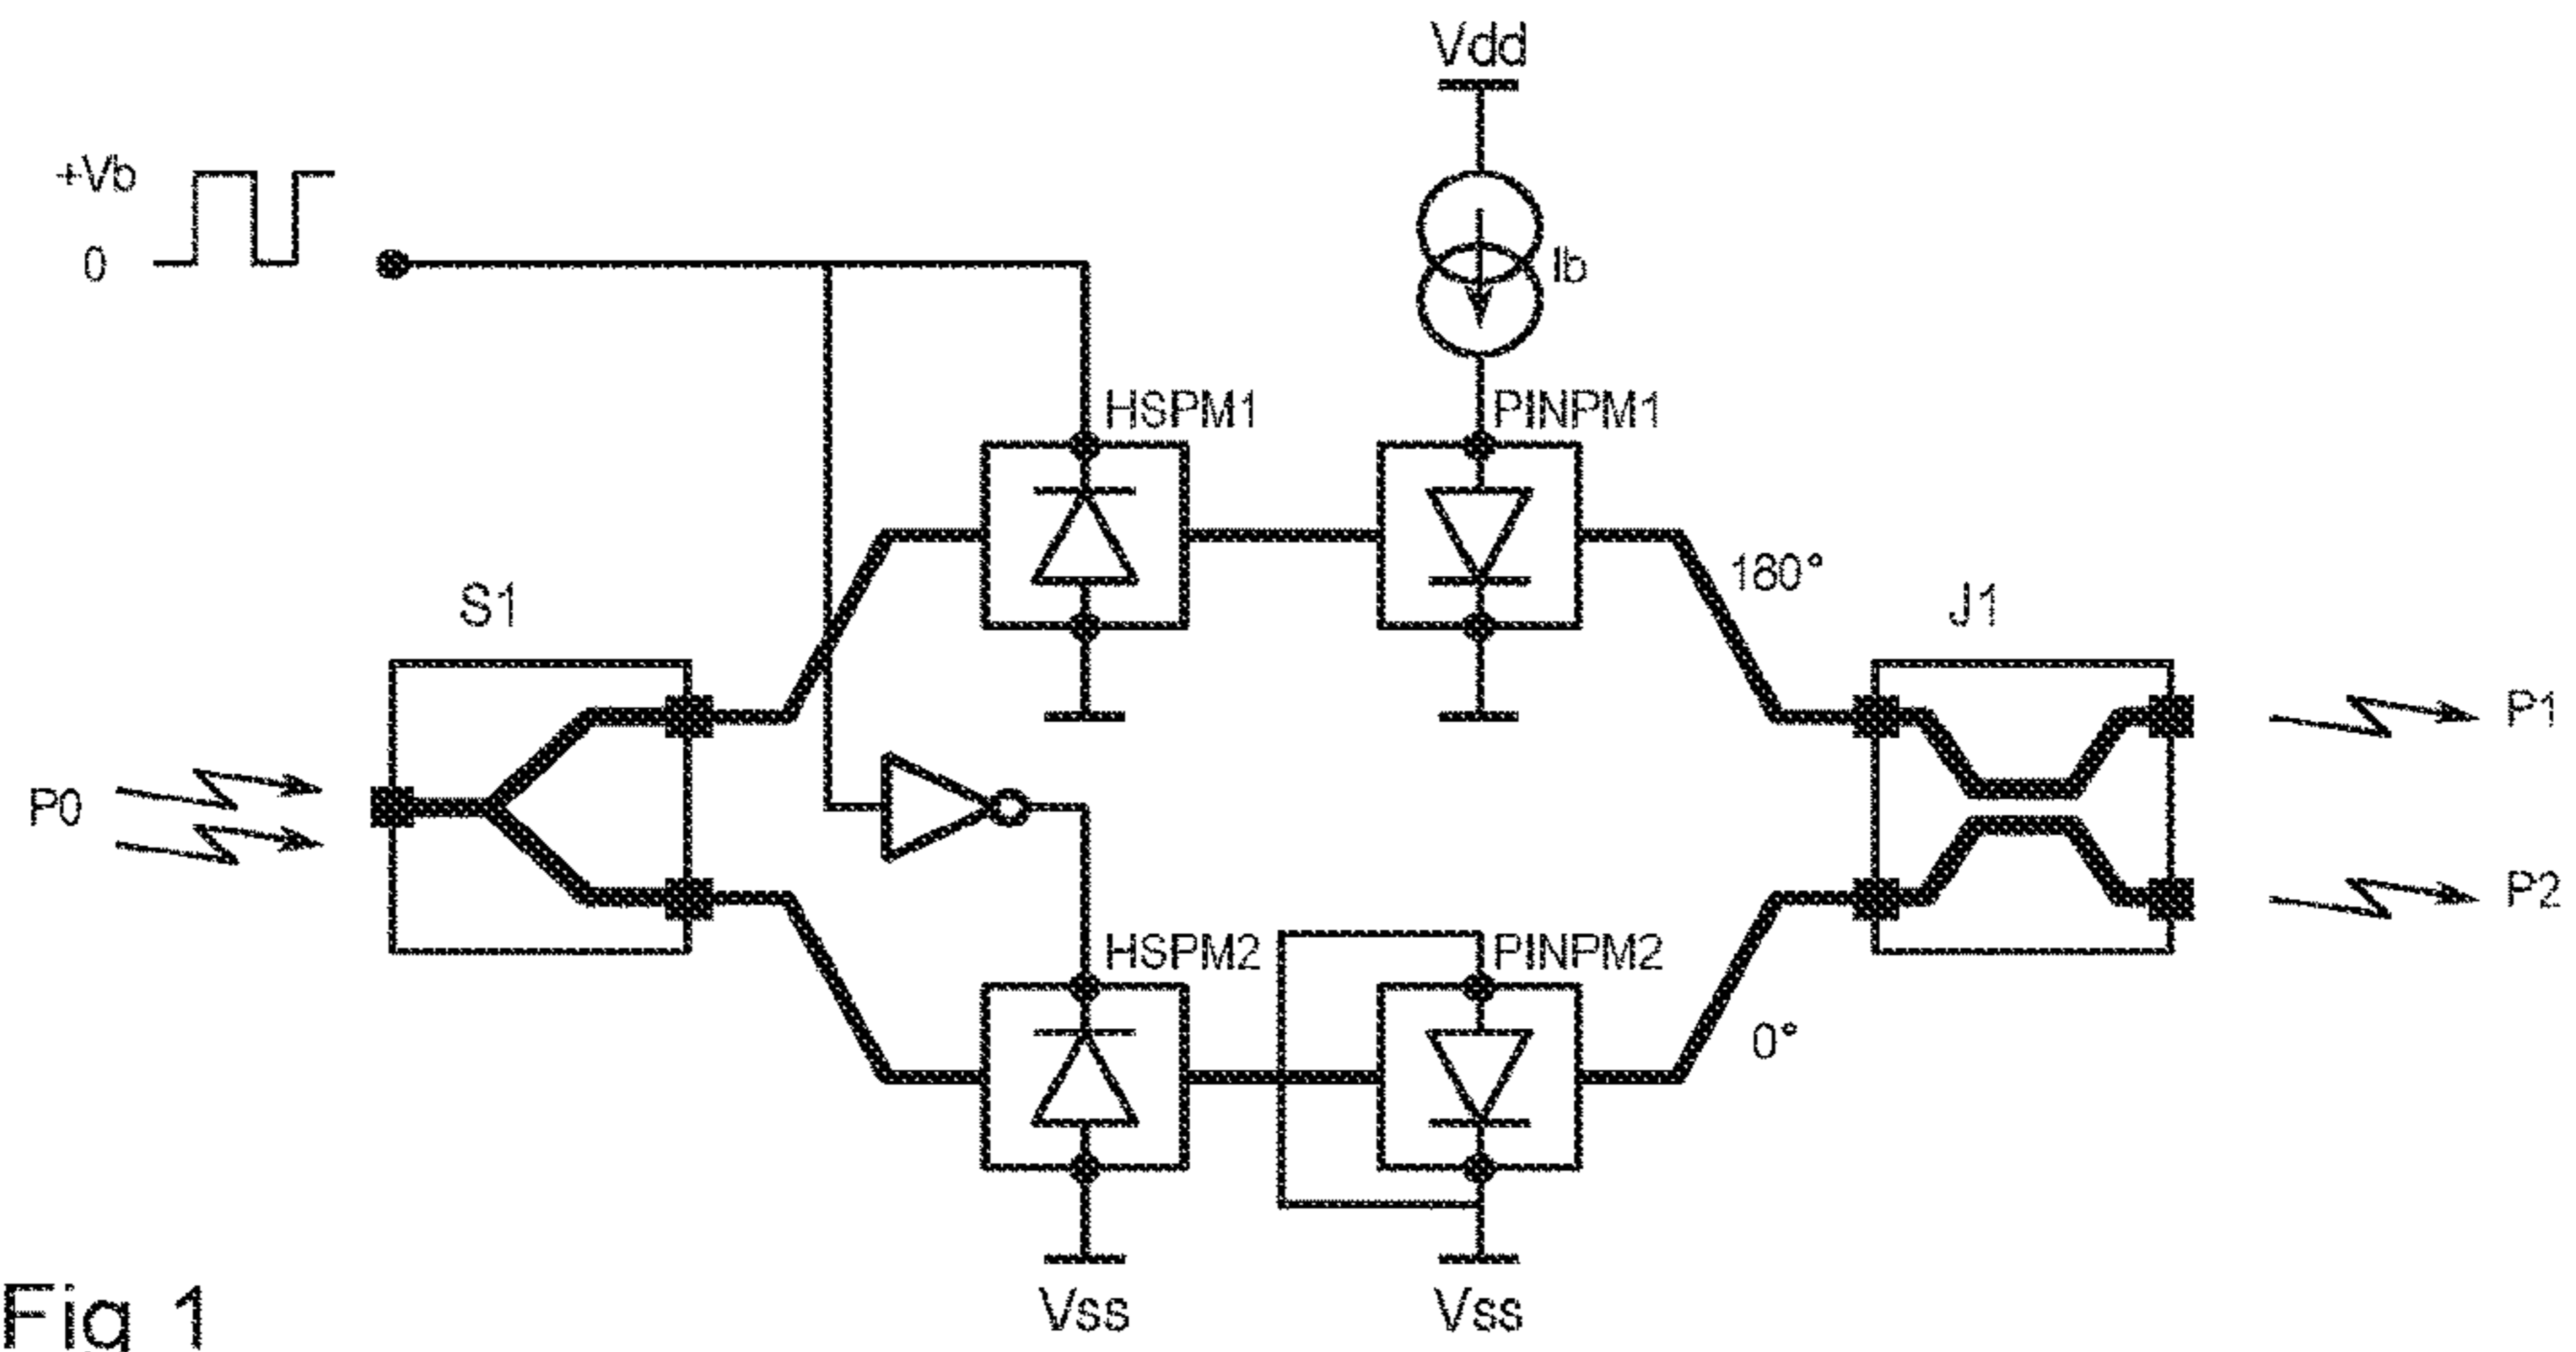 Vdd
+Vb
0
Ib
HSPM1
PINPM1
180°
S1
J1
P1
P0
P2
HSPM2
PINPM2
0°
Vss
Vss
Fig 1